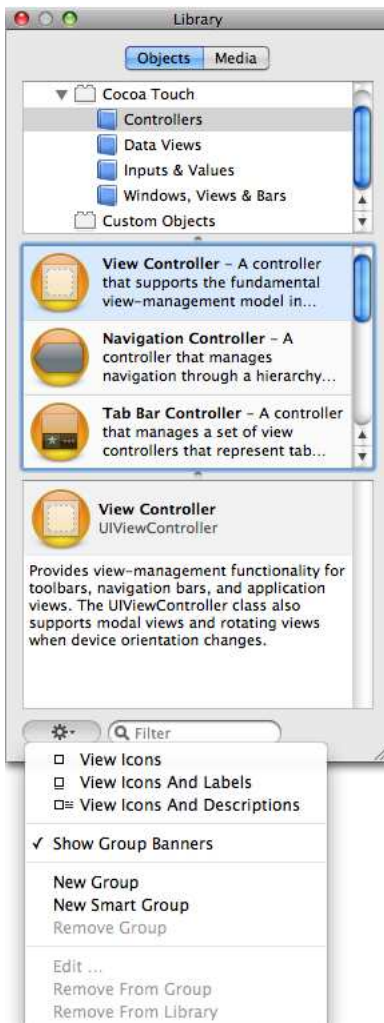 Library
Objects Media
Cocoa Touch
Controllers
Data Views
Inputs & Values
Windows, Views & Bars
Custom Objects
View Controller – A controller
that supports the fundamental
view-management model in...
Navigation Controller – A
controller that manages
navigation through a hierarchy...
Tab Bar Controller – A controller
that manages a set of view
controllers that represent tab...
View Controller
UIViewController
Provides view-management functionality for
toolbars, navigation bars, and application
views. The UIViewController class also
supports modal views and rotating views
when device orientation changes.
Filter
View Icons
View Icons And Labels
View Icons And Descriptions
✓ Show Group Banners
New Group
New Smart Group
Remove Group
Edit ...
Remove From Group
Remove From Library